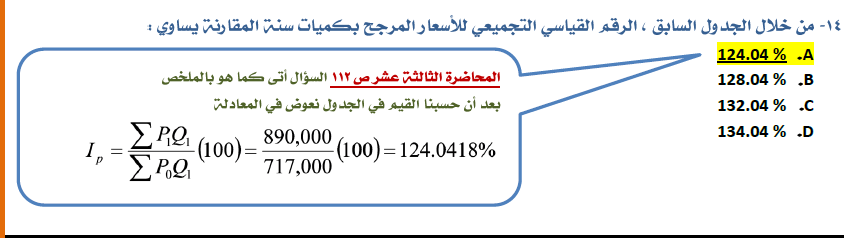 ١٤- من خلال الجدول السابق ، الرقم القياسي التجميعي للأسعار المرجح بكميات سنة المقارنة يساوي :
A. 124.04 %
B. 128.04 %
C. 132.04 %
D. 134.04 %
المحاضرة الثالثة عشر ص ١١٢ السؤال أتى كما هو بالملخص
بعد أن حسبنا القيم في الجدول نعوض في المعادلة
I_p = ∑P₁Q₁ / ∑P₀Q₁ (100) = 890,000 / 717,000 (100) = 124.0418%